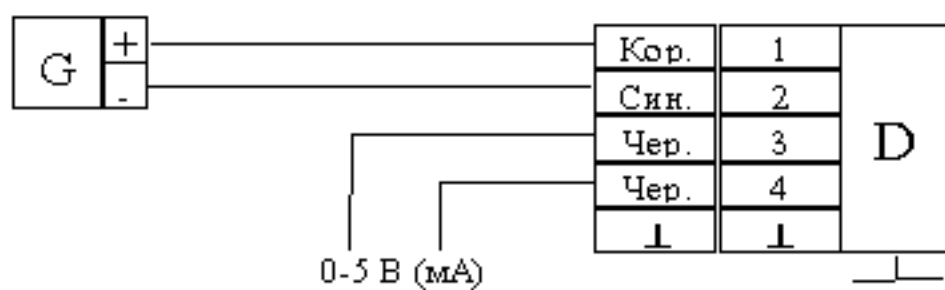 G + Кор. 1 D
- Син. 2
Чер. 3
Чер. 4
0-5 В (мА)